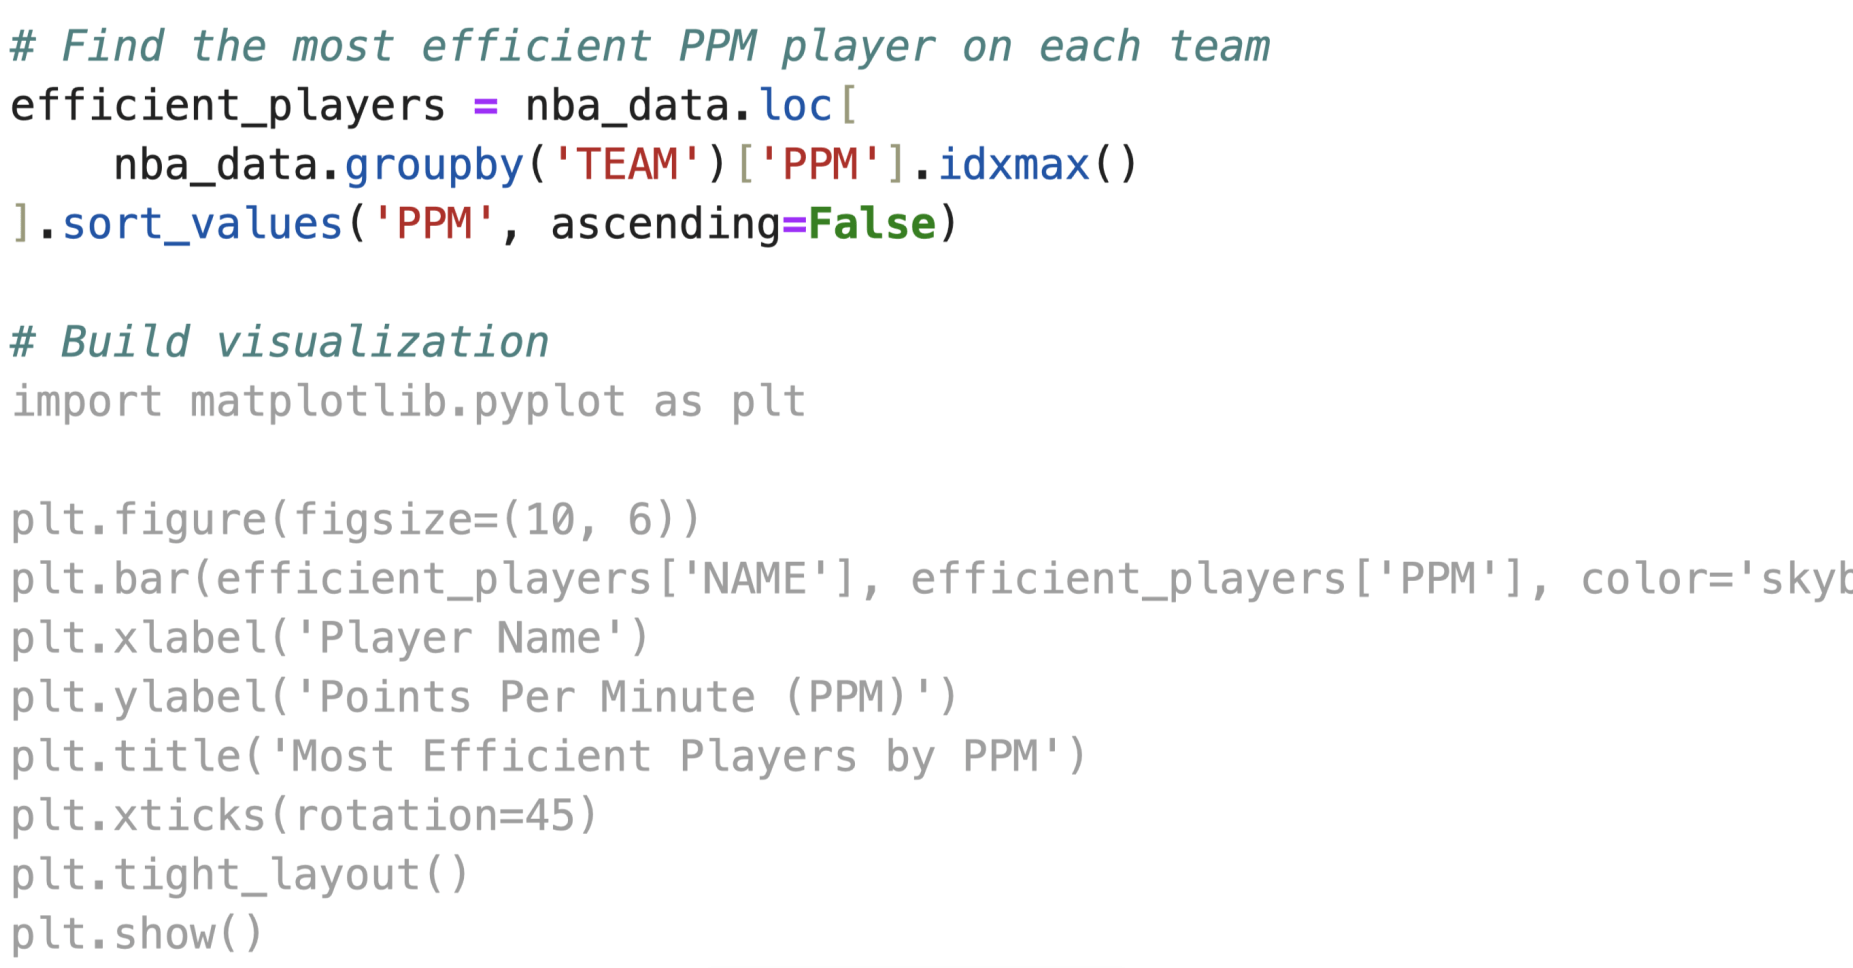 # Find the most efficient PPM player on each team
efficient_players = nba_data.loc[
    nba_data.groupby('TEAM')['PPM'].idxmax()
].sort_values('PPM', ascending=False)

# Build visualization
import matplotlib.pyplot as plt

plt.figure(figsize=(10, 6))
plt.bar(efficient_players['NAME'], efficient_players['PPM'], color='skyb
plt.xlabel('Player Name')
plt.ylabel('Points Per Minute (PPM)')
plt.title('Most Efficient Players by PPM')
plt.xticks(rotation=45)
plt.tight_layout()
plt.show()